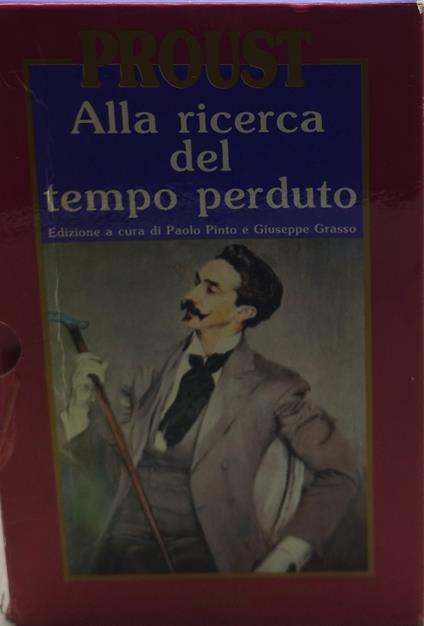 PROUST
Alla ricerca
del
tempo perduto
Edizione a cura di Paolo Pinto e Giuseppe Grasso